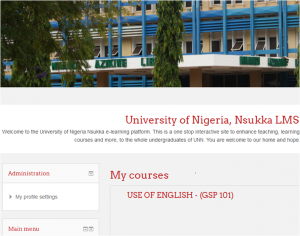 University of Nigeria, Nsukka LMS
Welcome to the University of Nigeria Nsukka e-learning platform. This is a one stop interactive site to enhance teaching, learning
courses and more. to the whole undergraduates of UNN. You are welcome to our home and hope
Administration
My profile settings
Main menu
My courses
USE OF ENGLISH - (GSP 101)